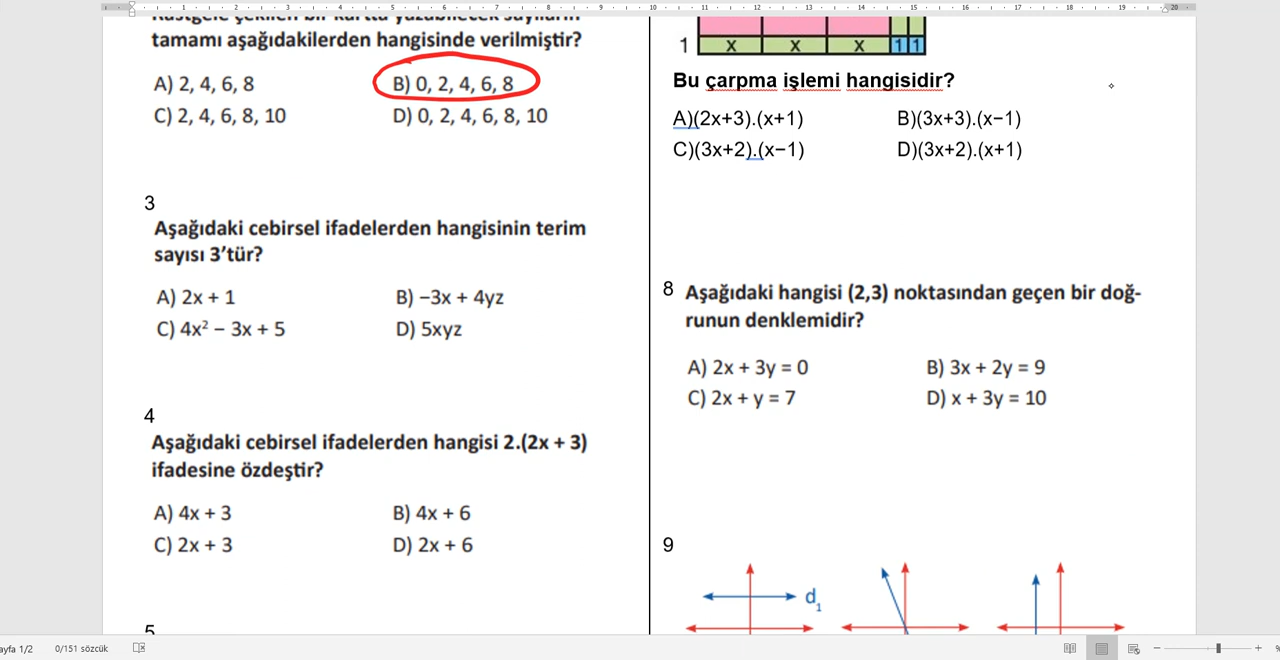 tamamı aşağıdakilerden hangisinde verilmiştir?
A) 2, 4, 6, 8
B) 0, 2, 4, 6, 8
C) 2, 4, 6, 8, 10
D) 0, 2, 4, 6, 8, 10
3
Aşağıdaki cebirsel ifadelerden hangisinin terim
sayısı 3’tür?
A) 2x + 1
B) −3x + 4yz
C) 4x² − 3x + 5
D) 5xyz
4
Aşağıdaki cebirsel ifadelerden hangisi 2.(2x + 3)
ifadesine özdeştir?
A) 4x + 3
B) 4x + 6
C) 2x + 3
D) 2x + 6
5
1 x x x 1 1
Bu çarpma işlemi hangisidir?
A)(2x+3).(x+1)
B)(3x+3).(x−1)
C)(3x+2).(x−1)
D)(3x+2).(x+1)
8 Aşağıdaki hangisi (2,3) noktasından geçen bir doğ-
runun denklemidir?
A) 2x + 3y = 0
B) 3x + 2y = 9
C) 2x + y = 7
D) x + 3y = 10
9
d₁
ayfa 1/2 0/151 sözcük